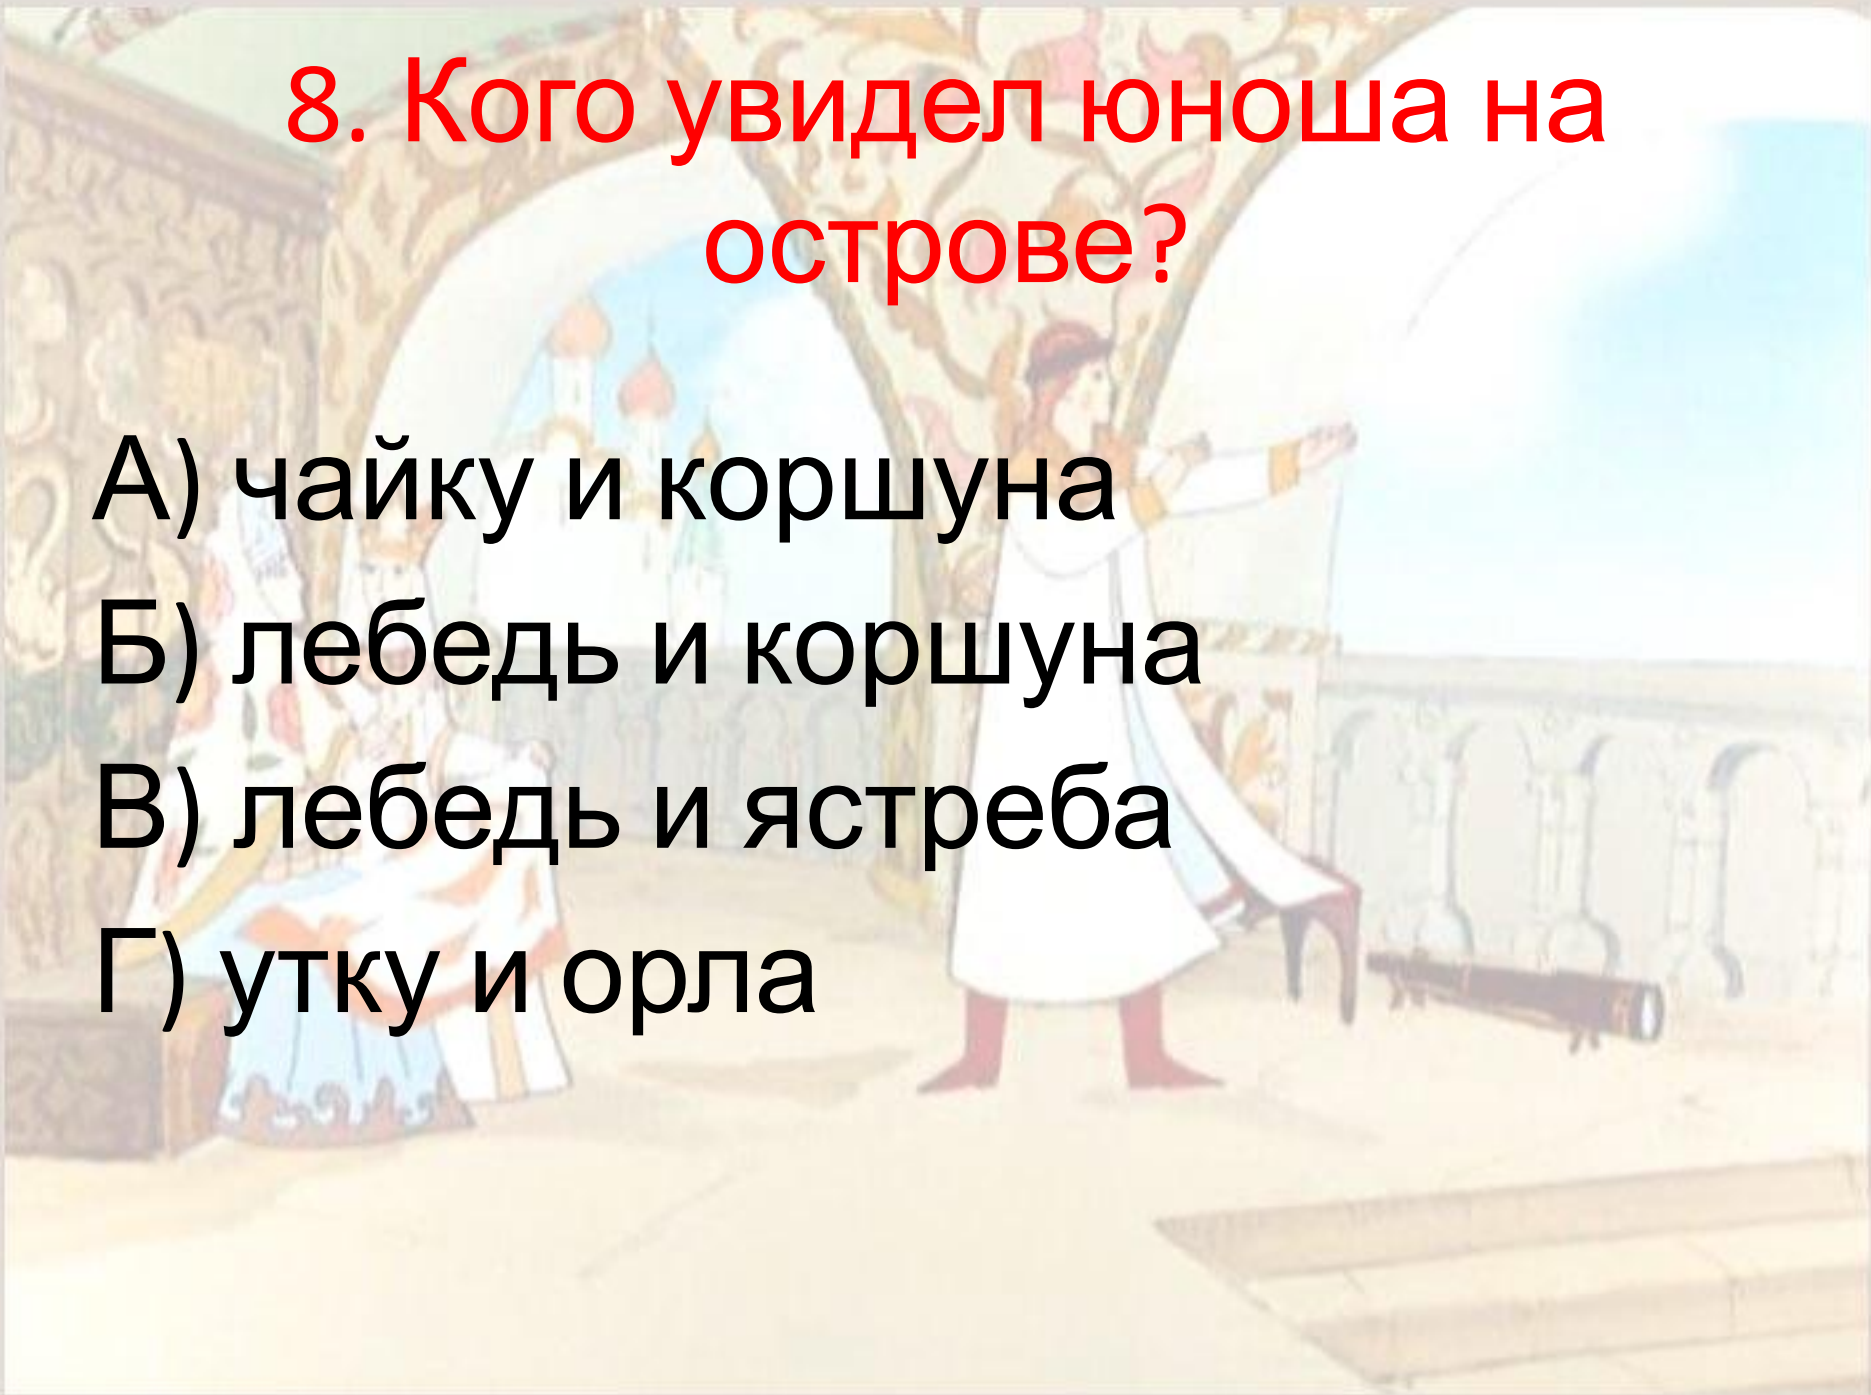 8. Кого увидел юноша на
острове?
А) чайку и коршуна
Б) лебедь и коршуна
В) лебедь и ястреба
Г) утку и орла